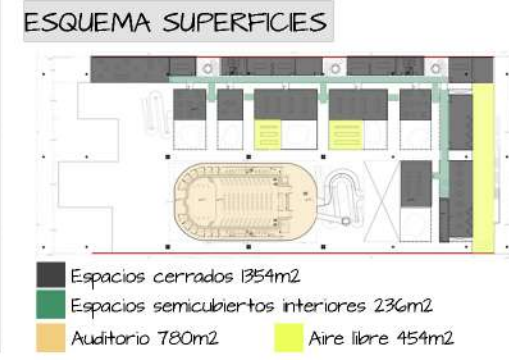 ESQUEMA SUPERFICIES
Espacios cerrados 1354m2
Espacios semicubiertos interiores 236m2
Auditorio 780m2
Aire libre 454m2